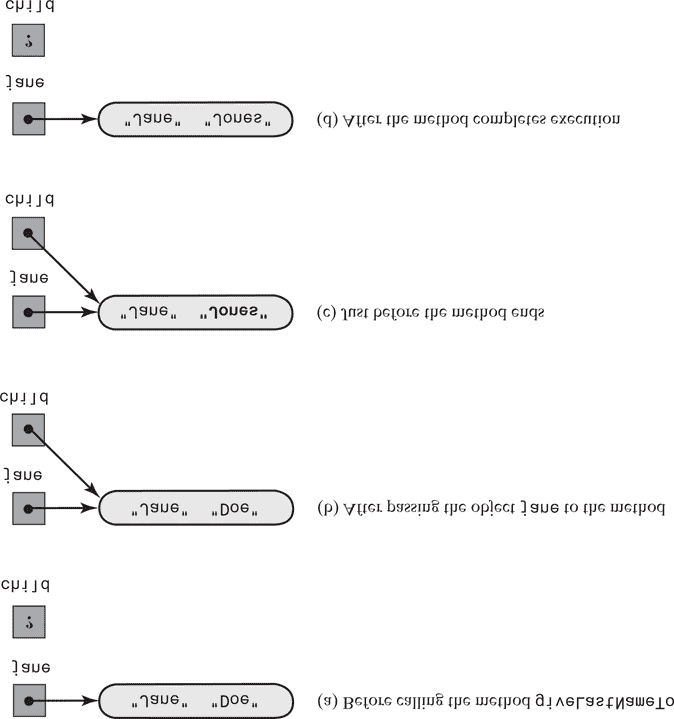 "Jane" "Doe" (a) Before calling the method giveLastNameTo
jane
?
child
"Jane" "Doe" (b) After passing the object jane to the method
jane
child
"Jane" "Jones" (c) Just before the method ends
jane
child
"Jane" "Jones" (d) After the method completes execution
jane
?
child